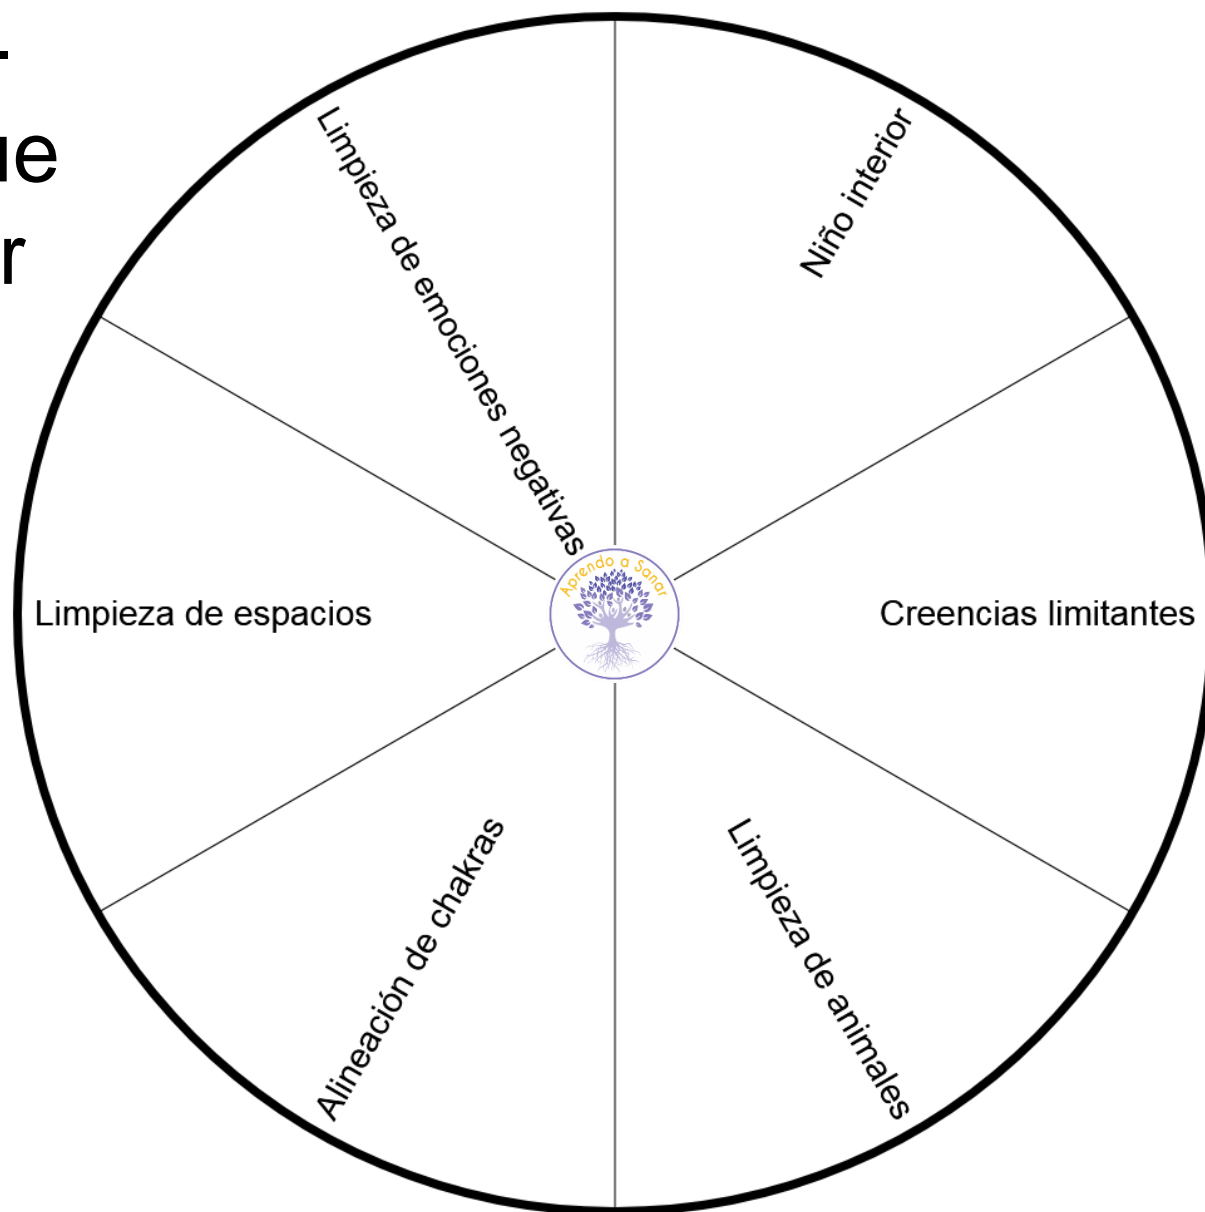 Niño interior
Creencias limitantes
Limpieza de animales
Alineación de chakras
Limpieza de espacios
Limpieza de emociones negativas
Aprendo a Sanar